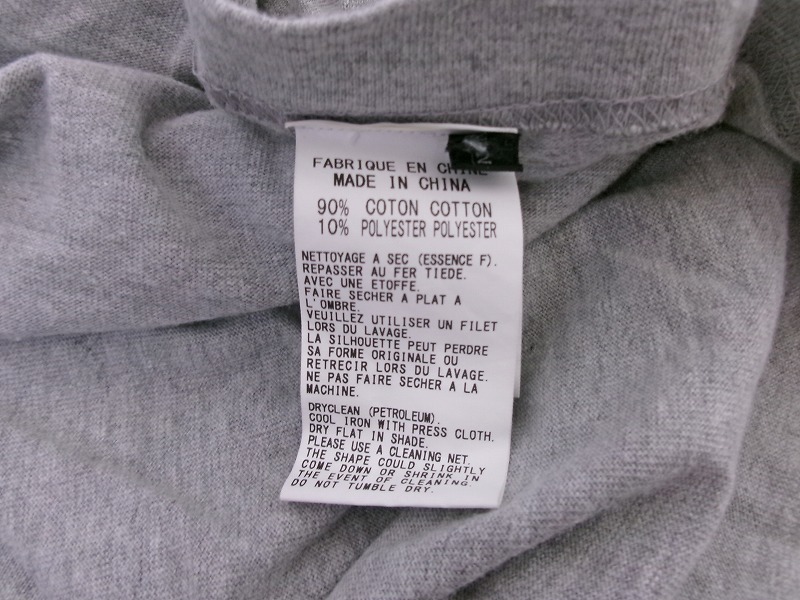 12
FABRIQUE EN CHINE
MADE IN CHINA
90% COTON COTTON
10% POLYESTER POLYESTER
NETTOYAGE A SEC (ESSENCE F).
REPASSER AU FER TIEDE.
AVEC UNE ETOFFE.
FAIRE SECHER A PLAT A
L'OMBRE.
VEUILLEZ UTILISER UN FILET
LORS DU LAVAGE.
LA SILHOUETTE PEUT PERDRE
SA FORME ORIGINALE OU
RETRECIR LORS DU LAVAGE.
NE PAS FAIRE SECHER A LA
MACHINE.
DRYCLEAN (PETROLEUM).
COOL IRON WITH PRESS CLOTH.
DRY FLAT IN SHADE.
PLEASE USE A CLEANING NET.
THE SHAPE COULD SLIGHTLY
COME DOWN OR SHRINK IN
THE EVENT OF CLEANING.
DO NOT TUMBLE DRY.